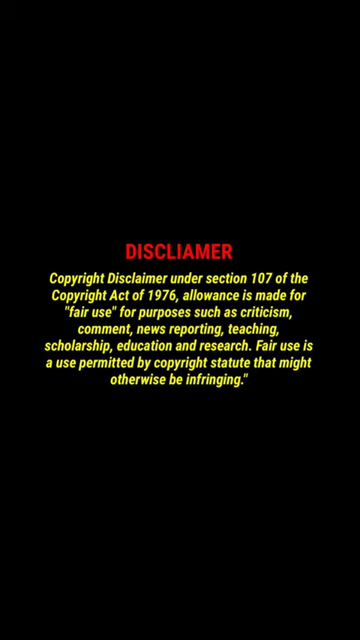 DISCLIAMER
Copyright Disclaimer under section 107 of the
Copyright Act of 1976, allowance is made for
"fair use" for purposes such as criticism,
comment, news reporting, teaching,
scholarship, education and research. Fair use is
a use permitted by copyright statute that might
otherwise be infringing."